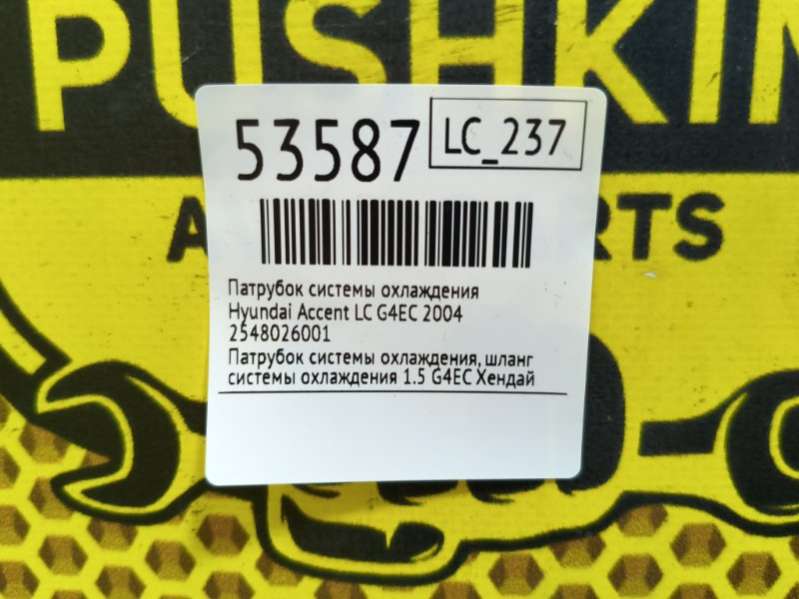 PUSHKIN
53587
LC_237
RTS
Патрубок системы охлаждения
Hyundai Accent LC G4EC 2004
2548026001
Патрубок системы охлаждения, шланг
системы охлаждения 1.5 G4EC Хендай